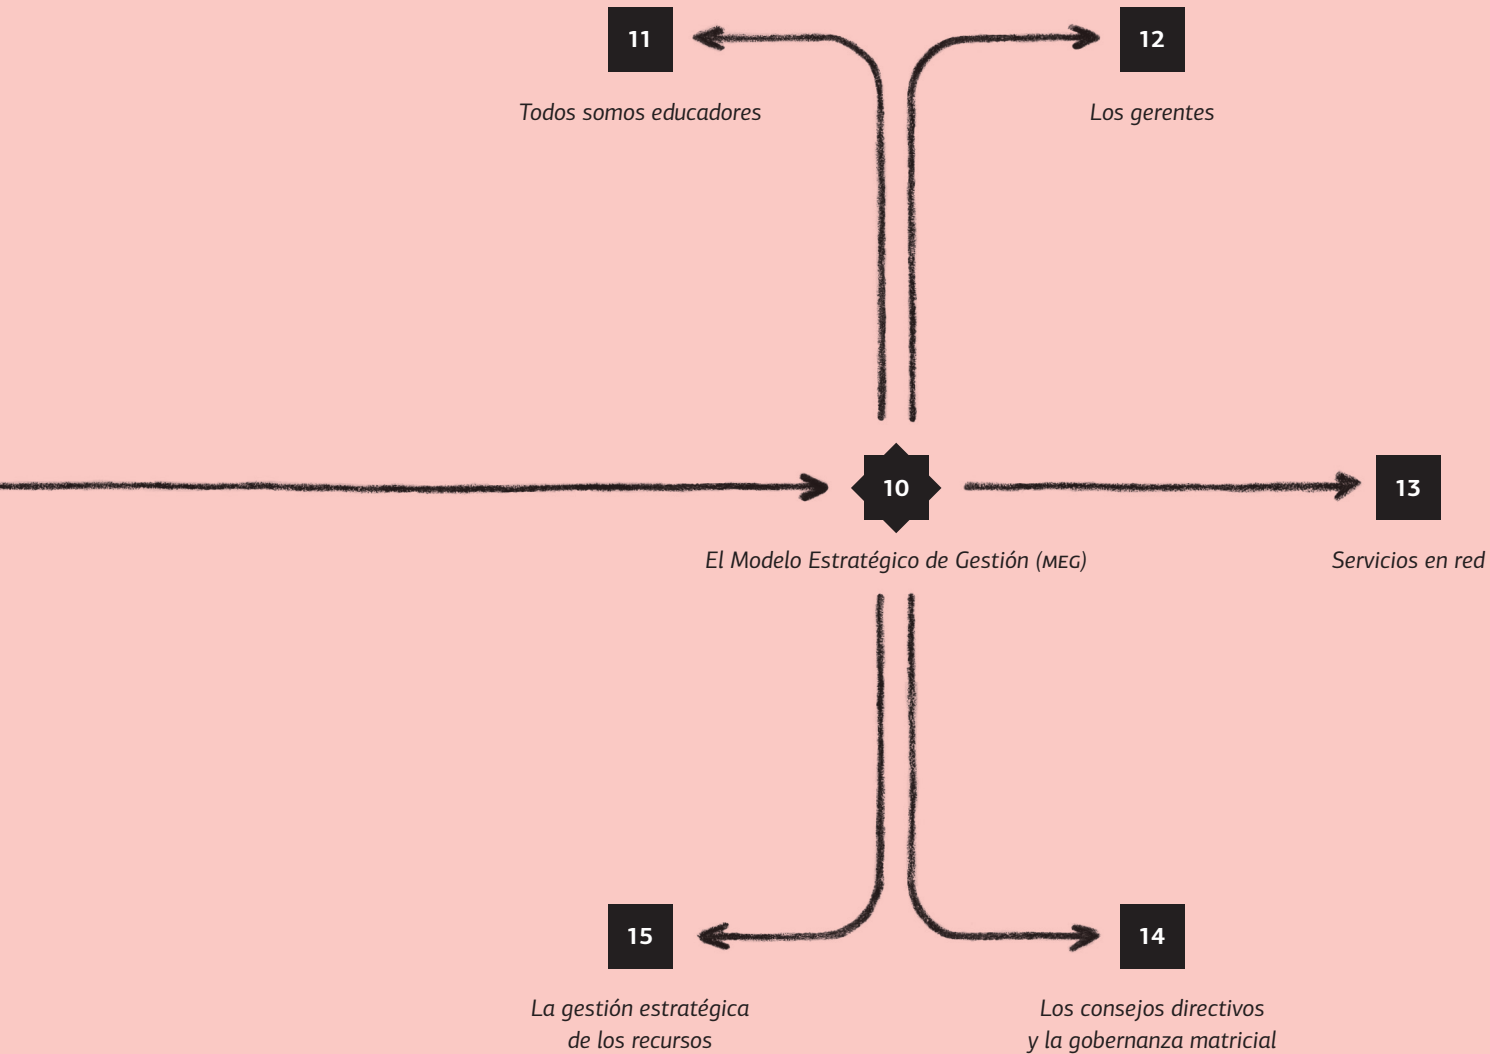 11
12
Todos somos educadores
Los gerentes
10
13
El Modelo Estratégico de Gestión (MEG)
Servicios en red
15
14
La gestión estratégica
de los recursos
Los consejos directivos
y la gobernanza matricial